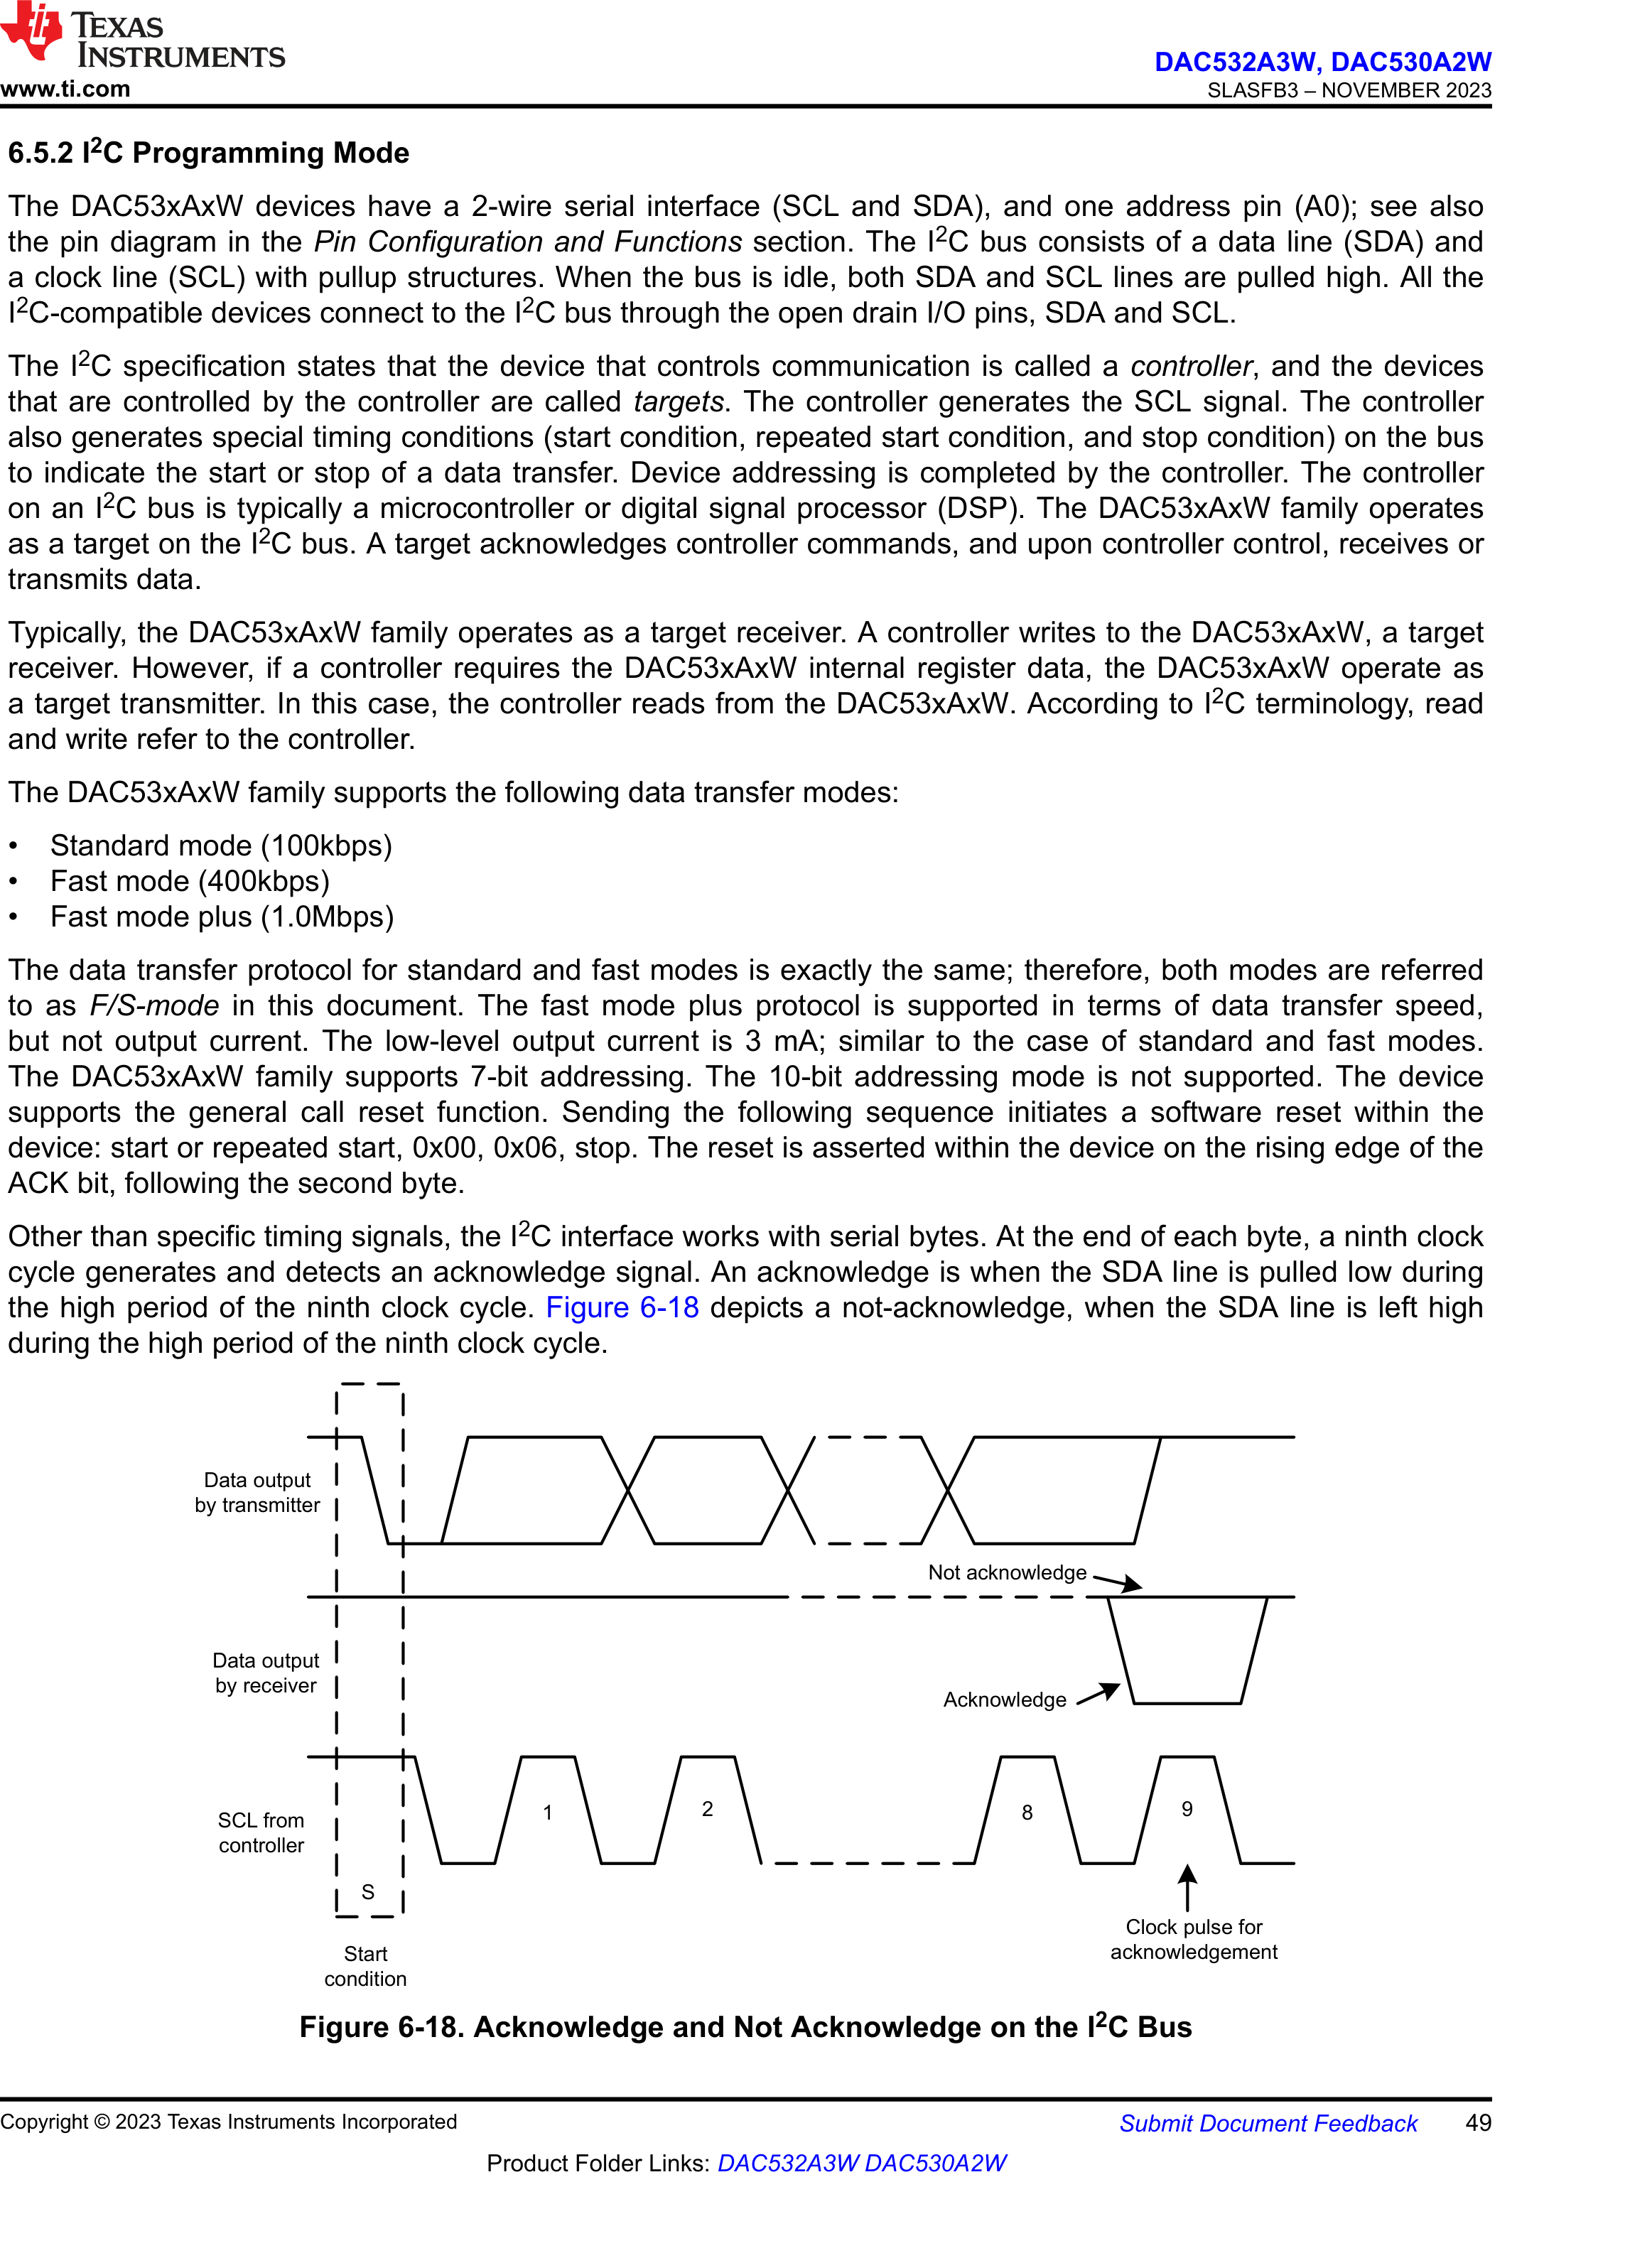 TEXAS
INSTRUMENTS
www.ti.com
DAC532A3W, DAC530A2W
SLASFB3 – NOVEMBER 2023
6.5.2 I²C Programming Mode
The DAC53xAxW devices have a 2-wire serial interface (SCL and SDA), and one address pin (A0); see also
the pin diagram in the Pin Configuration and Functions section. The I²C bus consists of a data line (SDA) and
a clock line (SCL) with pullup structures. When the bus is idle, both SDA and SCL lines are pulled high. All the
I²C-compatible devices connect to the I²C bus through the open drain I/O pins, SDA and SCL.
The I²C specification states that the device that controls communication is called a controller, and the devices
that are controlled by the controller are called targets. The controller generates the SCL signal. The controller
also generates special timing conditions (start condition, repeated start condition, and stop condition) on the bus
to indicate the start or stop of a data transfer. Device addressing is completed by the controller. The controller
on an I²C bus is typically a microcontroller or digital signal processor (DSP). The DAC53xAxW family operates
as a target on the I²C bus. A target acknowledges controller commands, and upon controller control, receives or
transmits data.
Typically, the DAC53xAxW family operates as a target receiver. A controller writes to the DAC53xAxW, a target
receiver. However, if a controller requires the DAC53xAxW internal register data, the DAC53xAxW operate as
a target transmitter. In this case, the controller reads from the DAC53xAxW. According to I²C terminology, read
and write refer to the controller.
The DAC53xAxW family supports the following data transfer modes:
• Standard mode (100kbps)
• Fast mode (400kbps)
• Fast mode plus (1.0Mbps)
The data transfer protocol for standard and fast modes is exactly the same; therefore, both modes are referred
to as F/S-mode in this document. The fast mode plus protocol is supported in terms of data transfer speed,
but not output current. The low-level output current is 3 mA; similar to the case of standard and fast modes.
The DAC53xAxW family supports 7-bit addressing. The 10-bit addressing mode is not supported. The device
supports the general call reset function. Sending the following sequence initiates a software reset within the
device: start or repeated start, 0x00, 0x06, stop. The reset is asserted within the device on the rising edge of the
ACK bit, following the second byte.
Other than specific timing signals, the I²C interface works with serial bytes. At the end of each byte, a ninth clock
cycle generates and detects an acknowledge signal. An acknowledge is when the SDA line is pulled low during
the high period of the ninth clock cycle. Figure 6-18 depicts a not-acknowledge, when the SDA line is left high
during the high period of the ninth clock cycle.
Data output
by transmitter
Not acknowledge
Data output
by receiver
Acknowledge
SCL from
controller
1
2
8
9
S
Start
condition
Clock pulse for
acknowledgement
Figure 6-18. Acknowledge and Not Acknowledge on the I²C Bus
Copyright © 2023 Texas Instruments Incorporated
Submit Document Feedback
49
Product Folder Links: DAC532A3W DAC530A2W